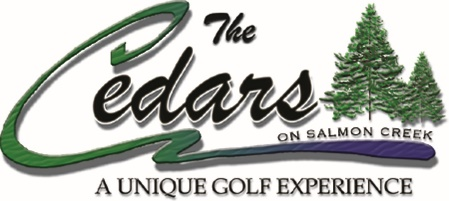 The
Cedars
ON SALMON CREEK
A UNIQUE GOLF EXPERIENCE